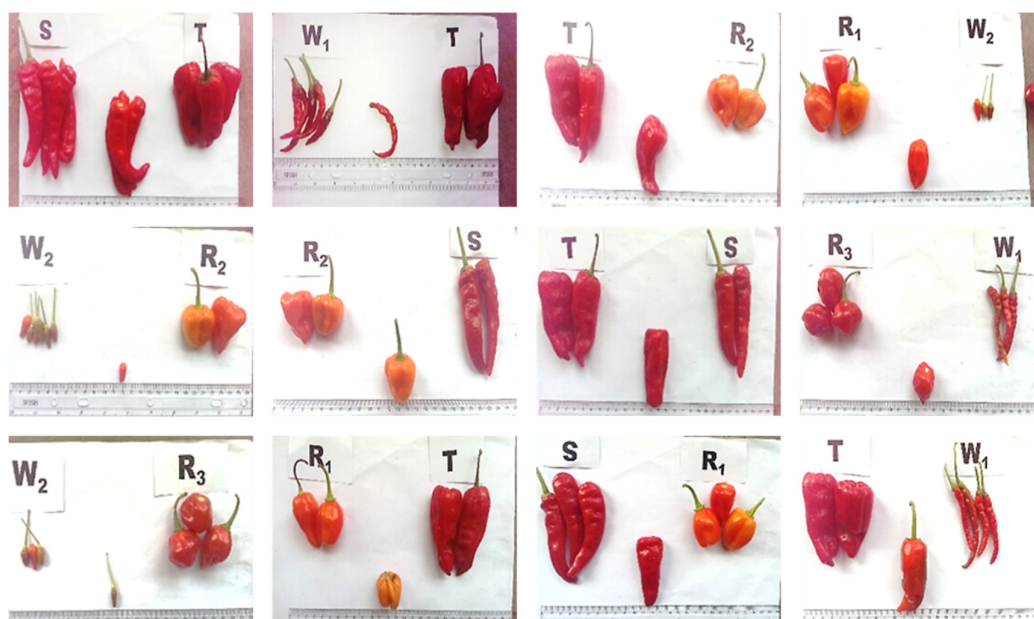 S T
W₁ T
T R₂
R₁ W₂
W₂ R₂
R₂ S
T S
R₃ W₁
W₂ R₃
R₁ T
S R₁
T W₁